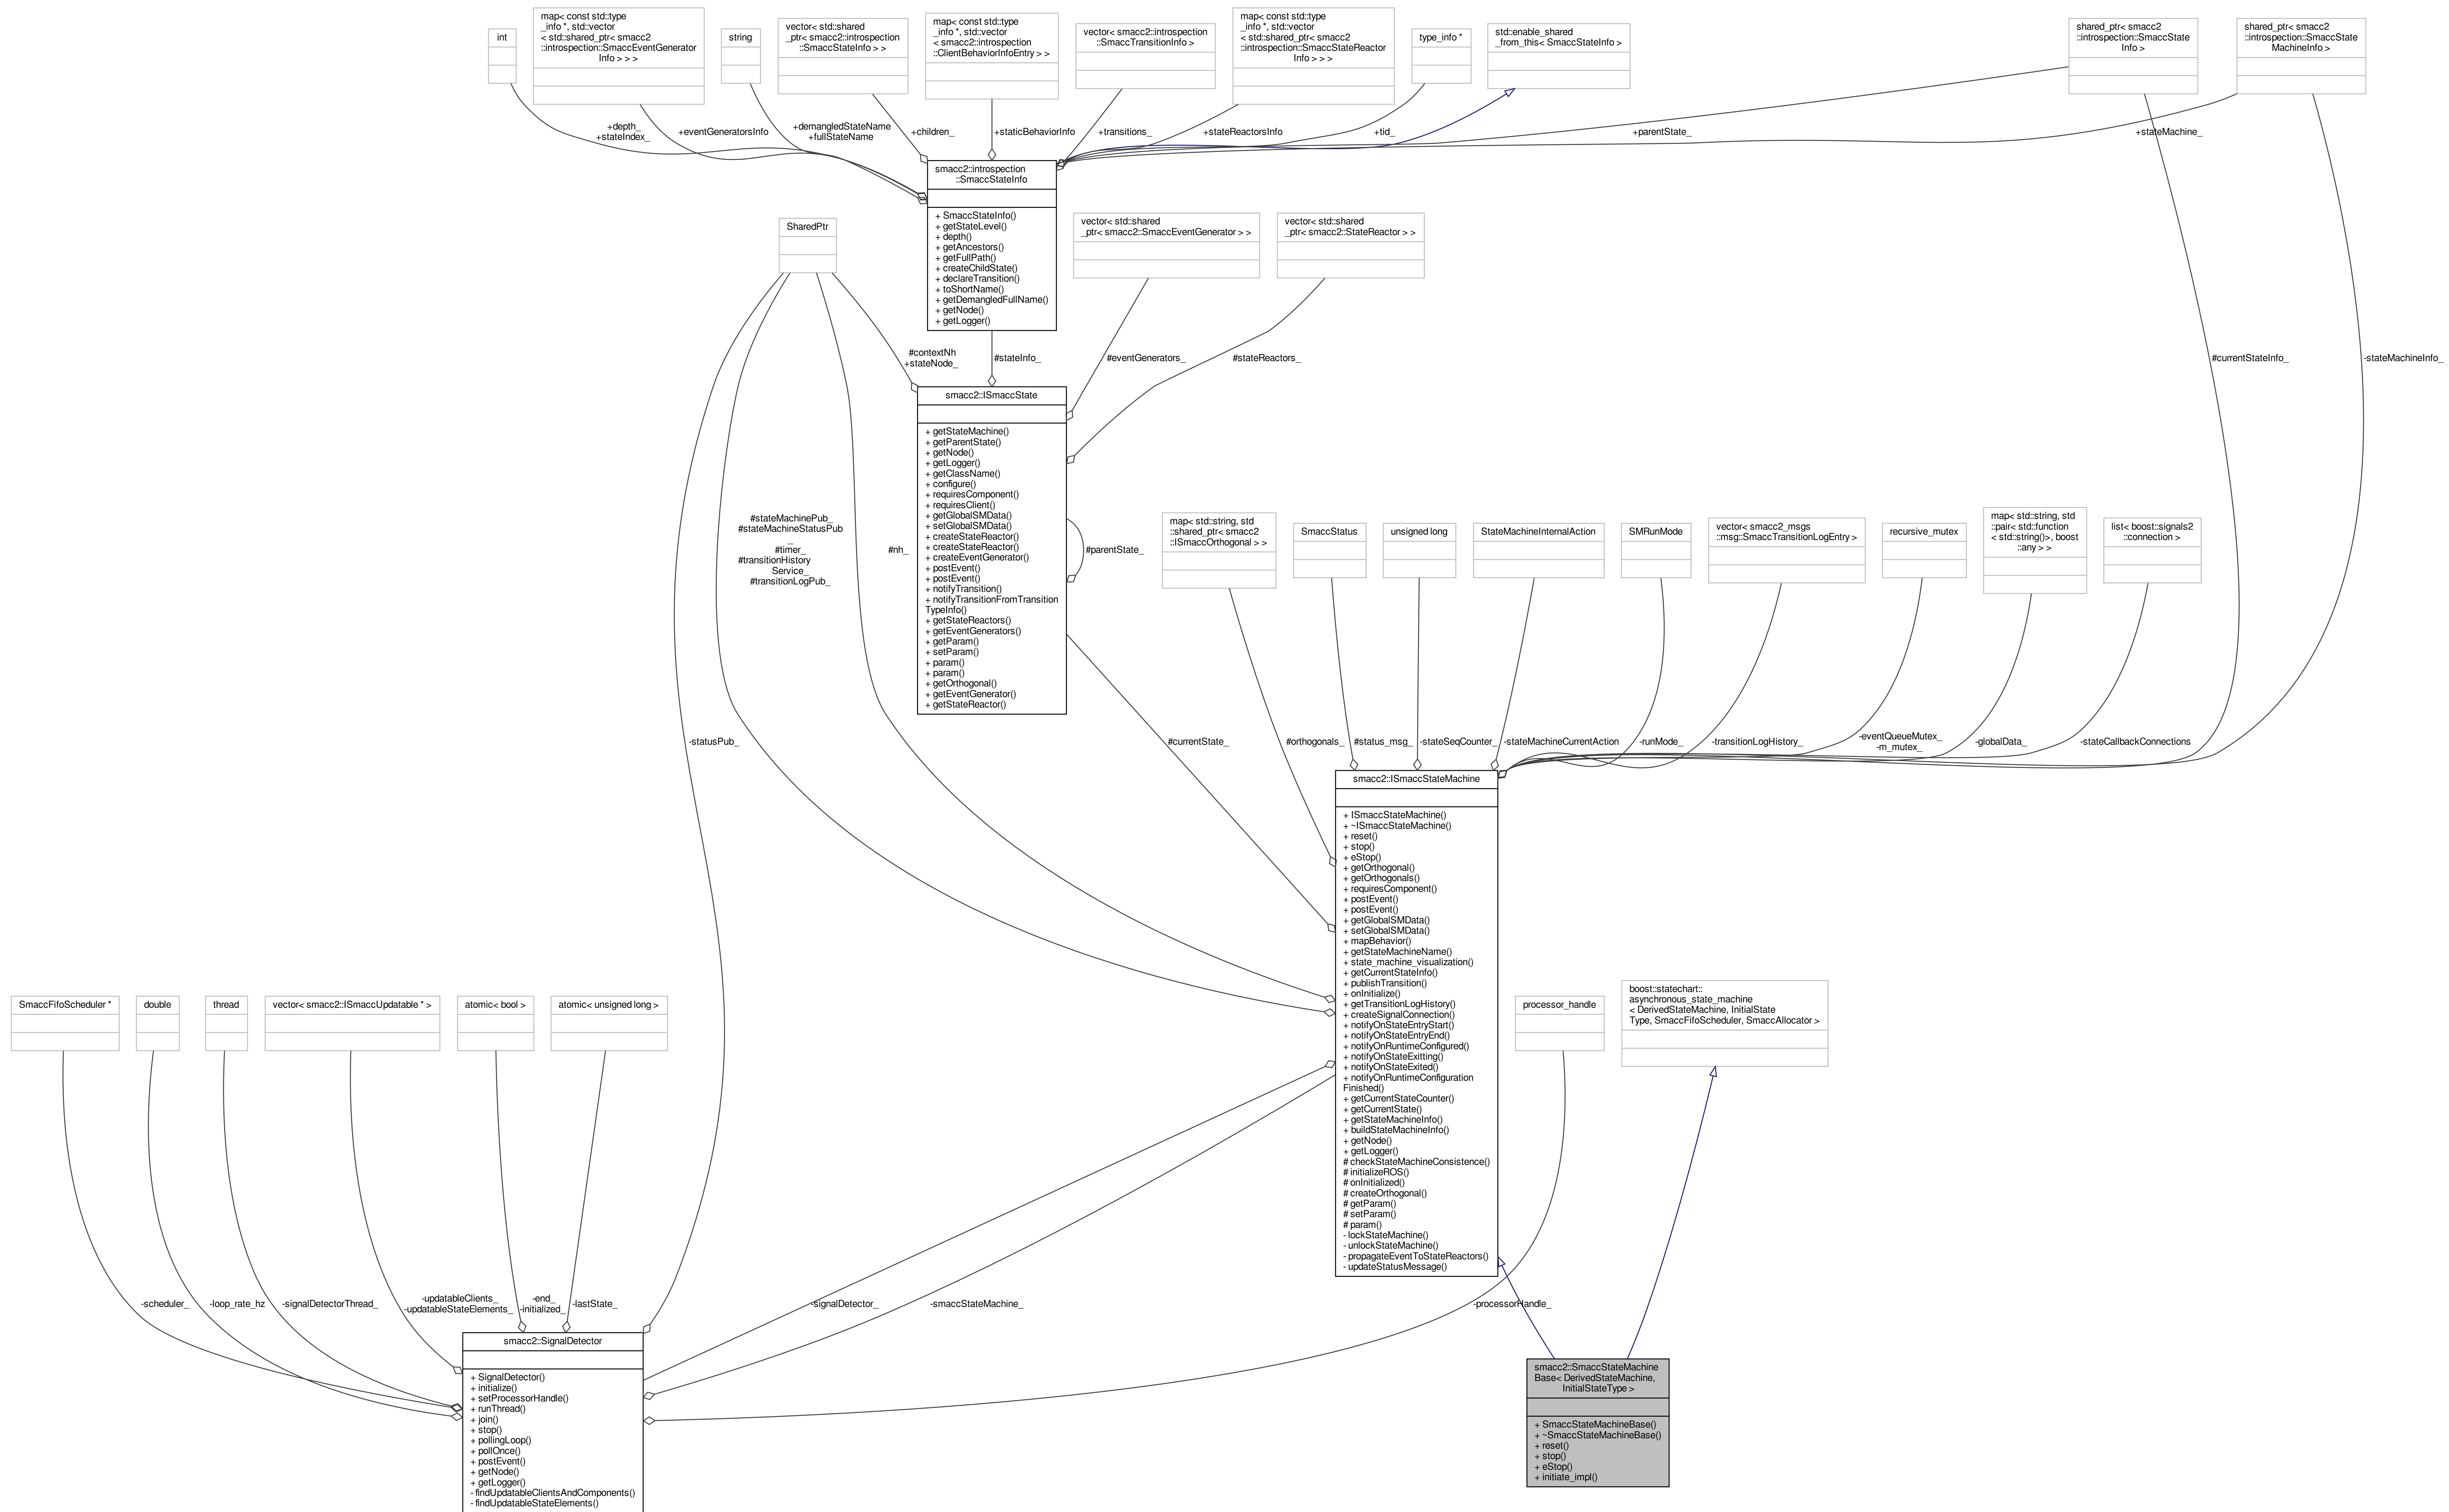 int
map< const std::type
_info *, std::vector
< std::shared_ptr< smacc2
::introspection::SmaccEventGenerator
Info > > >
string
vector< std::shared
_ptr< smacc2::introspection
::SmaccStateInfo > >
map< const std::type
_info *, std::vector
< smacc2::introspection
::ClientBehaviorInfoEntry > >
vector< smacc2::introspection
::SmaccTransitionInfo >
map< const std::type
_info *, std::vector
< std::shared_ptr< smacc2
::introspection::SmaccStateReactor
Info > > >
type_info *
std::enable_shared
_from_this< SmaccStateInfo >
shared_ptr< smacc2
::introspection::SmaccState
Info >
shared_ptr< smacc2
::introspection::SmaccState
MachineInfo >
+depth_
+stateIndex_
+eventGeneratorsInfo
+demangledStateName
+fullStateName
+children_
+staticBehaviorInfo
+transitions_
+stateReactorsInfo
+tid_
+parentState_
+stateMachine_
smacc2::introspection
::SmaccStateInfo
+ SmaccStateInfo()
+ getStateLevel()
+ depth()
+ getAncestors()
+ getFullPath()
+ createChildState()
+ declareTransition()
+ toShortName()
+ getDemangledFullName()
+ getNode()
+ getLogger()
SharedPtr
vector< std::shared
_ptr< smacc2::SmaccEventGenerator > >
vector< std::shared
_ptr< smacc2::StateReactor > >
#contextNh
+stateNode_
#stateInfo_
#eventGenerators_
#stateReactors_
#currentStateInfo_
-stateMachineInfo_
smacc2::ISmaccState
+ getStateMachine()
+ getParentState()
+ getNode()
+ getLogger()
+ getClassName()
+ configure()
+ requiresComponent()
+ requiresClient()
+ getGlobalSMData()
+ setGlobalSMData()
+ createStateReactor()
+ createStateReactor()
+ createEventGenerator()
+ postEvent()
+ postEvent()
+ notifyTransition()
+ notifyTransitionFromTransition
TypeInfo()
+ getStateReactors()
+ getEventGenerators()
+ getParam()
+ setParam()
+ param()
+ param()
+ getOrthogonal()
+ getEventGenerator()
+ getStateReactor()
#stateMachinePub_
#stateMachineStatusPub
_
#timer_
#transitionHistory
Service_
#transitionLogPub_
#nh_
#parentState_
map< std::string, std
::shared_ptr< smacc2
::ISmaccOrthogonal > >
SmaccStatus
unsigned long
StateMachineInternalAction
SMRunMode
vector< smacc2_msgs
::msg::SmaccTransitionLogEntry >
recursive_mutex
map< std::string, std
::pair< std::function
< std::string()>, boost
::any > >
list< boost::signals2
::connection >
-statusPub_
#currentState_
#orthogonals_
#status_msg_
-stateSeqCounter_
-stateMachineCurrentAction
-runMode_
-transitionLogHistory_
-eventQueueMutex_
-m_mutex_
-globalData_
-stateCallbackConnections
smacc2::ISmaccStateMachine
+ ISmaccStateMachine()
+ ~ISmaccStateMachine()
+ reset()
+ stop()
+ eStop()
+ getOrthogonal()
+ getOrthogonals()
+ requiresComponent()
+ postEvent()
+ postEvent()
+ getGlobalSMData()
+ setGlobalSMData()
+ mapBehavior()
+ getStateMachineName()
+ state_machine_visualization()
+ getCurrentStateInfo()
+ publishTransition()
+ onInitialize()
+ getTransitionLogHistory()
+ createSignalConnection()
+ notifyOnStateEntryStart()
+ notifyOnStateEntryEnd()
+ notifyOnRuntimeConfigured()
+ notifyOnStateExitting()
+ notifyOnStateExited()
+ notifyOnRuntimeConfiguration
Finished()
+ getCurrentStateCounter()
+ getCurrentState()
+ getStateMachineInfo()
+ buildStateMachineInfo()
+ getNode()
+ getLogger()
# checkStateMachineConsistence()
# initializeROS()
# onInitialized()
# createOrthogonal()
# getParam()
# setParam()
# param()
- lockStateMachine()
- unlockStateMachine()
- propagateEventToStateReactors()
- updateStatusMessage()
SmaccFifoScheduler *
double
thread
vector< smacc2::ISmaccUpdatable * >
atomic< bool >
atomic< unsigned long >
processor_handle
boost::statechart::
asynchronous_state_machine
< DerivedStateMachine, InitialState
Type, SmaccFifoScheduler, SmaccAllocator >
-scheduler_
-loop_rate_hz
-signalDetectorThread_
-updatableClients_
-updatableStateElements_
-end_
-initialized_
-lastState_
-signalDetector_
-smaccStateMachine_
-processorHandle_
smacc2::SignalDetector
+ SignalDetector()
+ initialize()
+ setProcessorHandle()
+ runThread()
+ join()
+ stop()
+ pollingLoop()
+ pollOnce()
+ postEvent()
+ getNode()
+ getLogger()
- findUpdatableClientsAndComponents()
- findUpdatableStateElements()
smacc2::SmaccStateMachine
Base< DerivedStateMachine,
InitialStateType >
+ SmaccStateMachineBase()
+ ~SmaccStateMachineBase()
+ reset()
+ stop()
+ eStop()
+ initiate_impl()